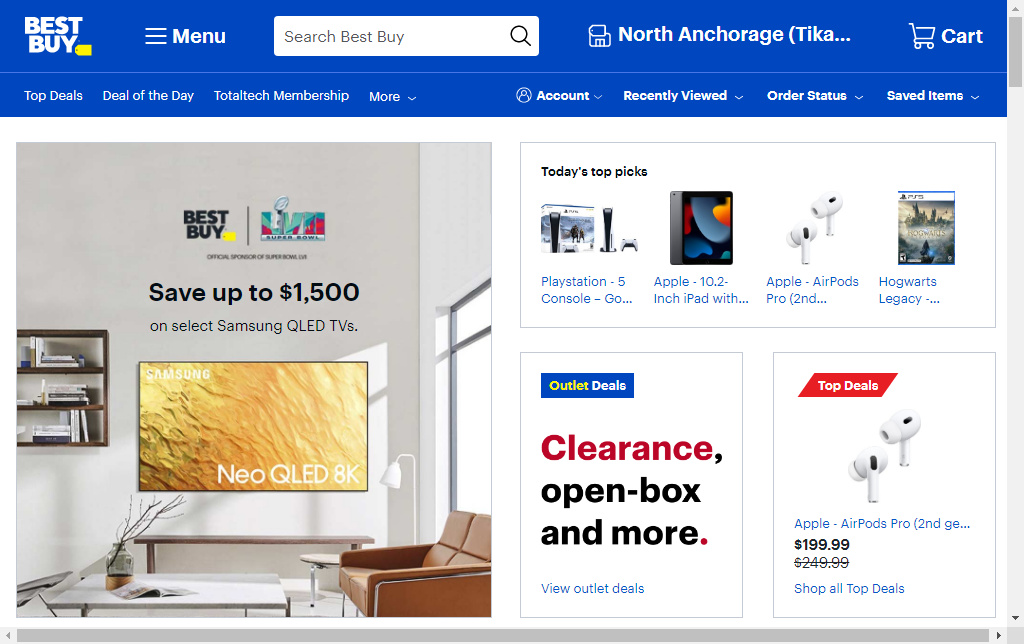 BEST BUY
Menu
Search Best Buy
North Anchorage (Tika...
Cart
Top Deals
Deal of the Day
Totaltech Membership
More
Account
Recently Viewed
Order Status
Saved Items
BEST BUY
LVII
SUPER BOWL
OFFICIAL SPONSOR OF SUPER BOWL LVII
Save up to $1,500
on select Samsung QLED TVs.
SAMSUNG
Neo QLED 8K
Today's top picks
Playstation - 5
Console – Go...
Apple - 10.2-
Inch iPad with...
Apple - AirPods
Pro (2nd...
PS5
HOGWARTS
Hogwarts
Legacy -...
Outlet Deals
Clearance,
open-box
and more.
View outlet deals
Top Deals
Apple - AirPods Pro (2nd ge...
$199.99
$249.99
Shop all Top Deals